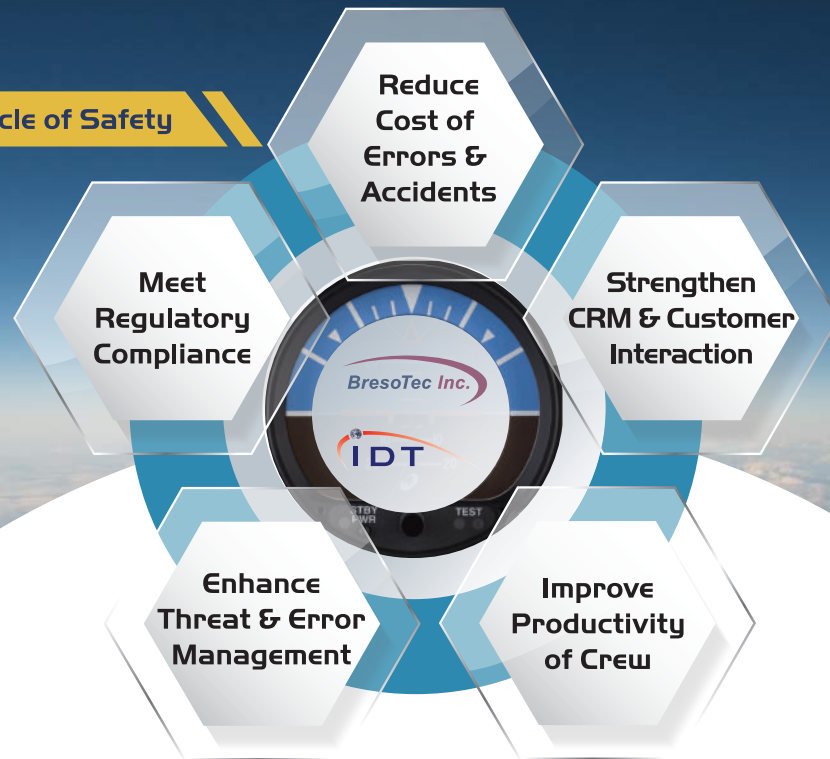 cle of Safety
Reduce
Cost of
Errors &
Accidents
Meet
Regulatory
Compliance
Strengthen
CRM & Customer
Interaction
BresoTec Inc.
IDT
STBY
PWR
TEST
Enhance
Threat & Error
Management
Improve
Productivity
of Crew